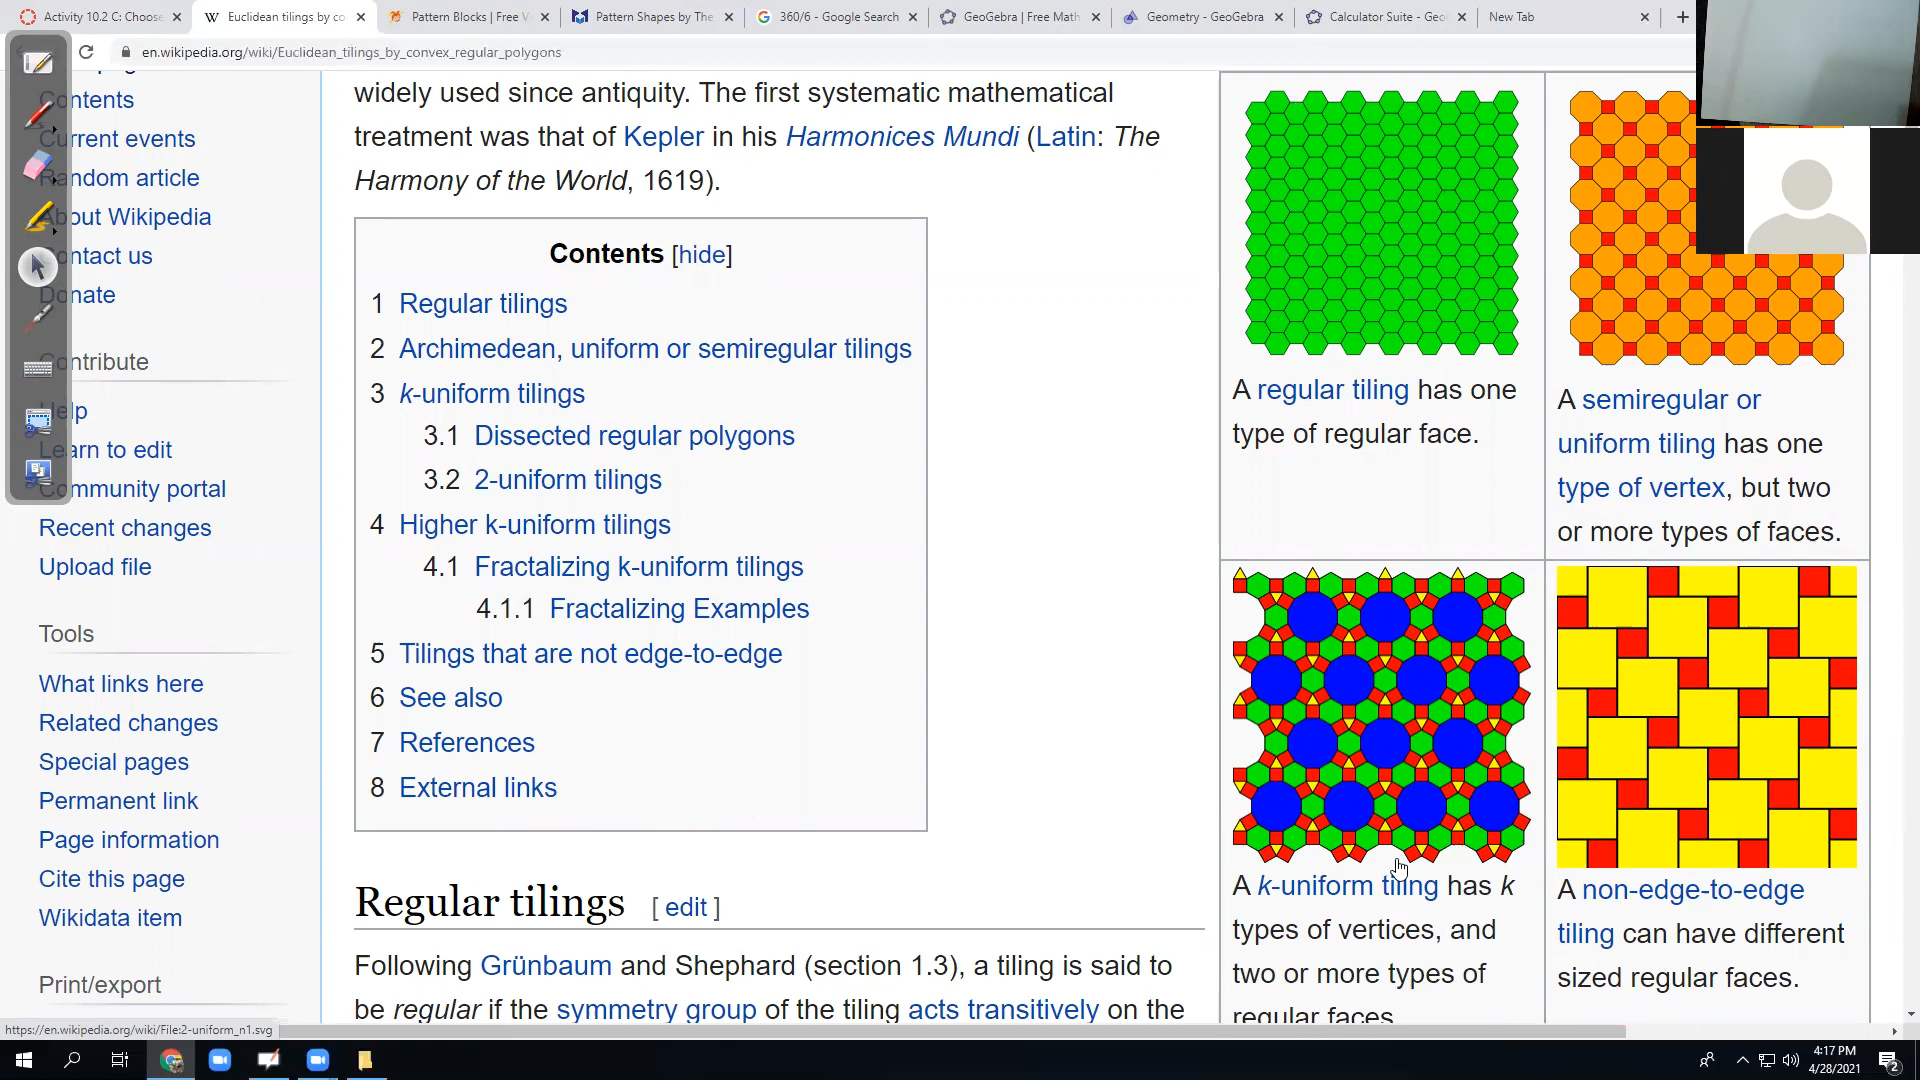 Activity 10.2 C: Choose
Euclidean tilings by co
Pattern Blocks | Free V
Pattern Shapes by The
360/6 - Google Search
GeoGebra | Free Math
Geometry - GeoGebra
Calculator Suite - Geo
New Tab
en.wikipedia.org/wiki/Euclidean_tilings_by_convex_regular_polygons
Contents
Current events
Random article
About Wikipedia
Contact us
Donate
Contribute
Help
Learn to edit
Community portal
Recent changes
Upload file
Tools
What links here
Related changes
Special pages
Permanent link
Page information
Cite this page
Wikidata item
Print/export
widely used since antiquity. The first systematic mathematical
treatment was that of Kepler in his Harmonices Mundi (Latin: The
Harmony of the World, 1619).
Contents [hide]
1 Regular tilings
2 Archimedean, uniform or semiregular tilings
3 k-uniform tilings
3.1 Dissected regular polygons
3.2 2-uniform tilings
4 Higher k-uniform tilings
4.1 Fractalizing k-uniform tilings
4.1.1 Fractalizing Examples
5 Tilings that are not edge-to-edge
6 See also
7 References
8 External links
Regular tilings [ edit ]
Following Grünbaum and Shephard (section 1.3), a tiling is said to
be regular if the symmetry group of the tiling acts transitively on the
A regular tiling has one
type of regular face.
A semiregular or
uniform tiling has one
type of vertex, but two
or more types of faces.
A k-uniform tiling has k
types of vertices, and
two or more types of
regular faces.
A non-edge-to-edge
tiling can have different
sized regular faces.
https://en.wikipedia.org/wiki/File:2-uniform_n1.svg
4:17 PM
4/28/2021
2